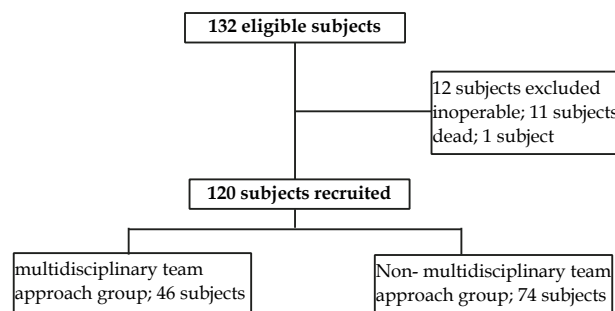 132 eligible subjects
12 subjects excluded
inoperable; 11 subjects
dead; 1 subject
120 subjects recruited
multidisciplinary team
approach group; 46 subjects
Non- multidisciplinary team
approach group; 74 subjects